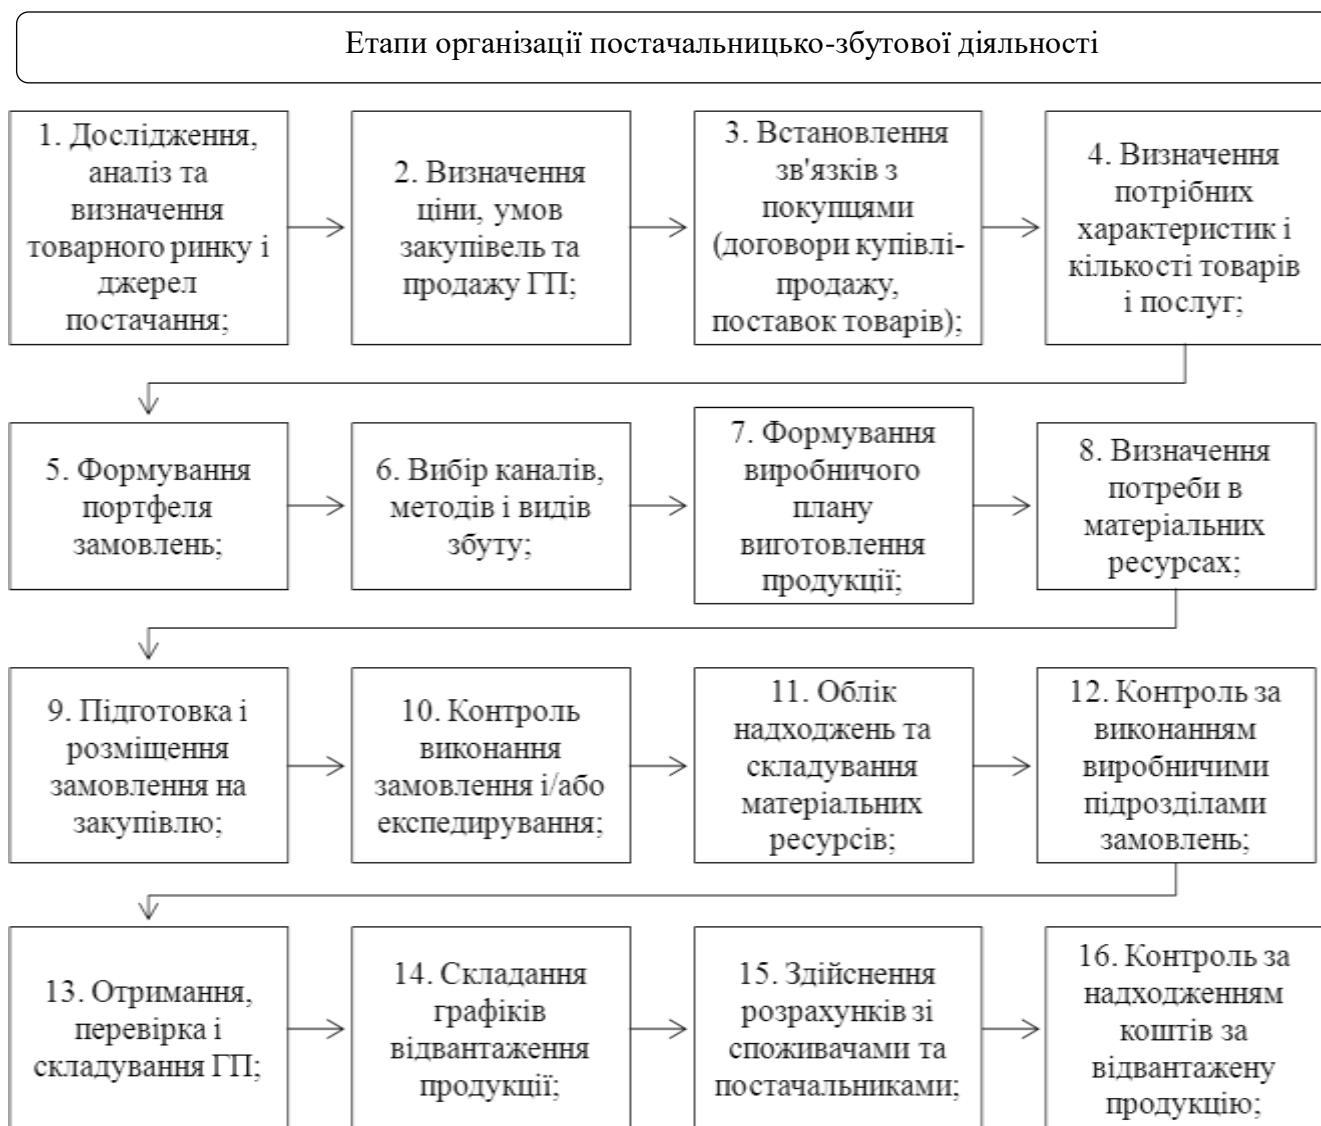 Етапи організації постачальницько-збутової діяльності
1. Дослідження,
аналіз та
визначення
товарного ринку і
джерел
постачання;
2. Визначення
ціни, умов
закупівель та
продажу ГП;
3. Встановлення
зв'язків з
покупцями
(договори купівлі-
продажу,
поставок товарів);
4. Визначення
потрібних
характеристик і
кількості товарів
і послуг;
5. Формування
портфеля
замовлень;
6. Вибір каналів,
методів і видів
збуту;
7. Формування
виробничого
плану
виготовлення
продукції;
8. Визначення
потреби в
матеріальних
ресурсах;
9. Підготовка і
розміщення
замовлення на
закупівлю;
10. Контроль
виконання
замовлення і/або
експедирування;
11. Облік
надходжень та
складування
матеріальних
ресурсів;
12. Контроль за
виконанням
виробничими
підрозділами
замовлень;
13. Отримання,
перевірка і
складування ГП;
14. Складання
графіків
відвантаження
продукції;
15. Здійснення
розрахунків зі
споживачами та
постачальниками;
16. Контроль за
надходженням
коштів за
відвантажену
продукцію;